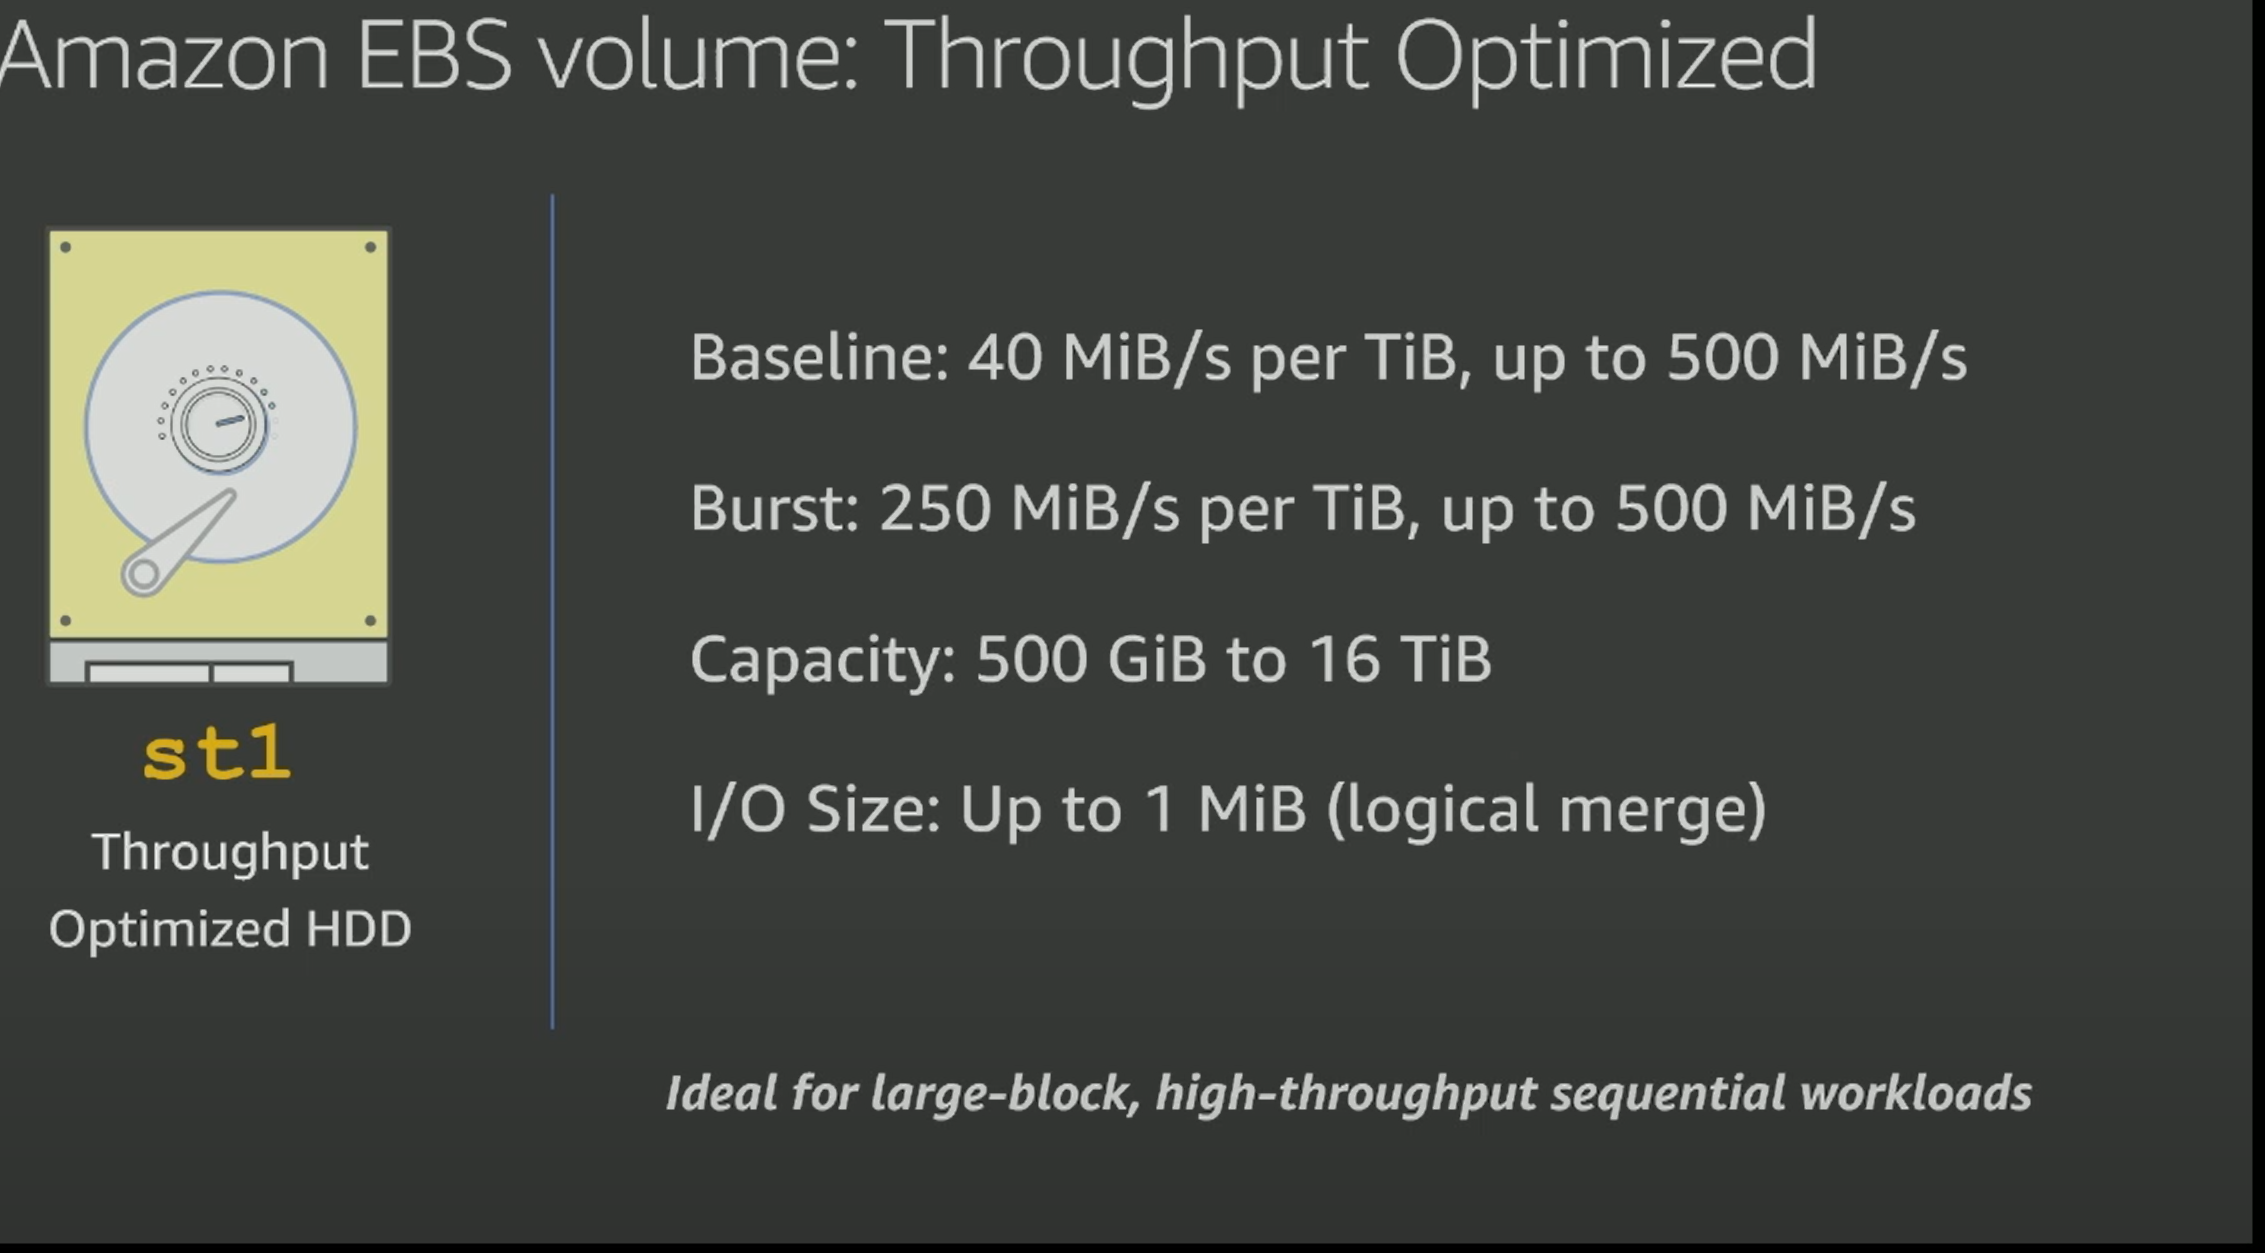 Amazon EBS volume: Throughput Optimized
st1
Throughput
Optimized HDD
Baseline: 40 MiB/s per TiB, up to 500 MiB/s
Burst: 250 MiB/s per TiB, up to 500 MiB/s
Capacity: 500 GiB to 16 TiB
I/O Size: Up to 1 MiB (logical merge)
Ideal for large-block, high-throughput sequential workloads